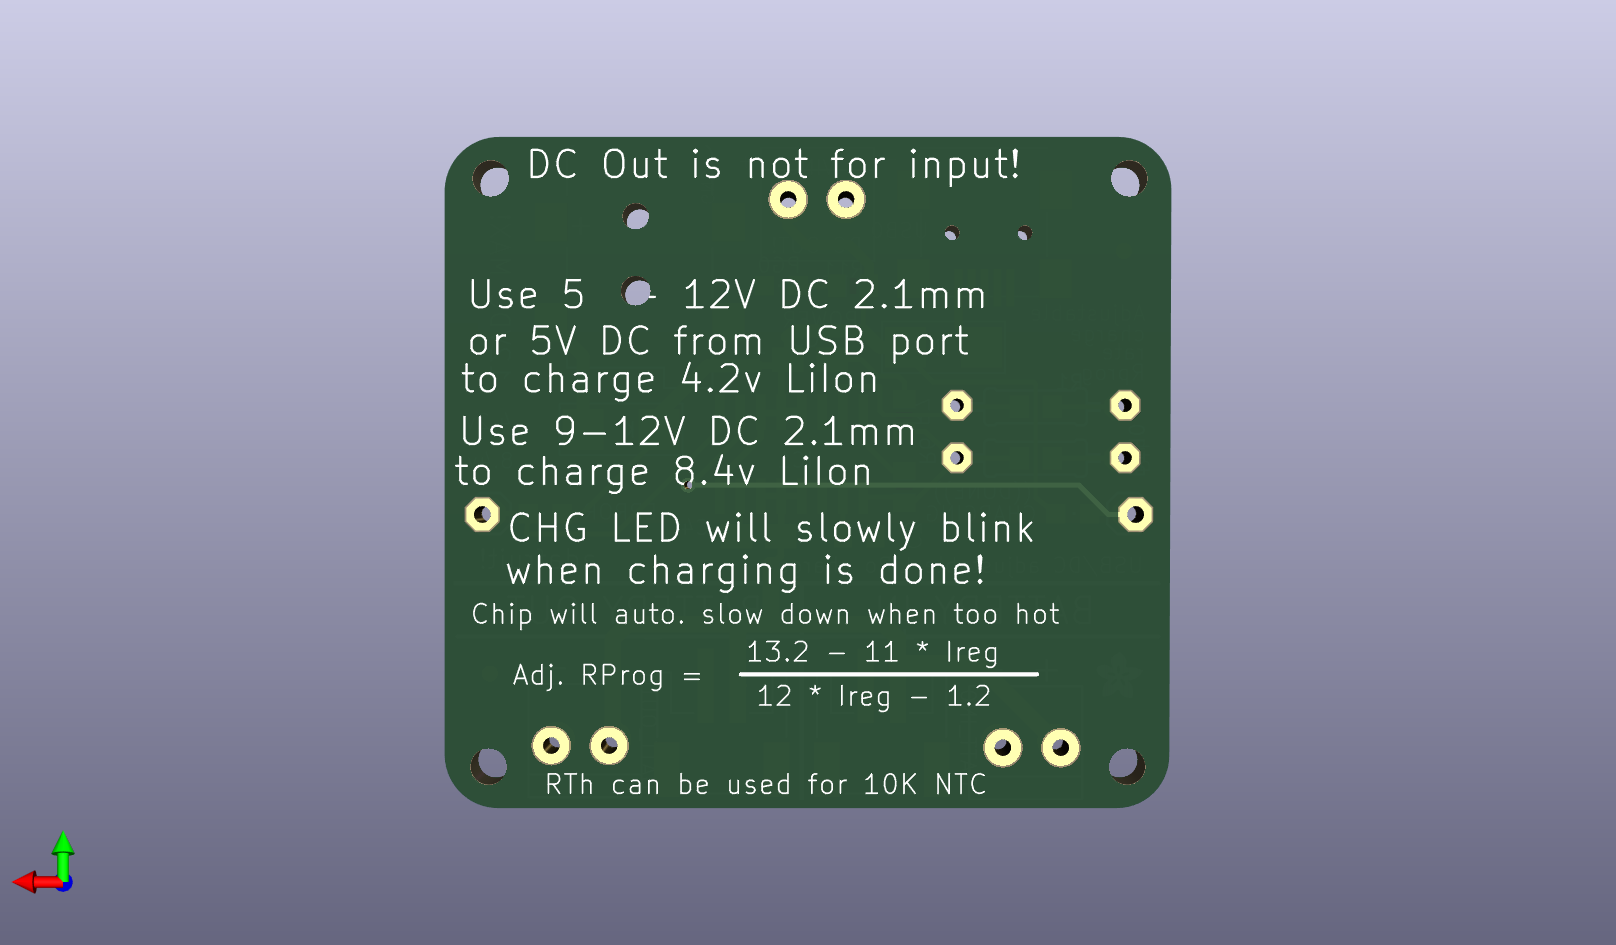 DC Out is not for input!
Use 5 - 12V DC 2.1mm
or 5V DC from USB port
to charge 4.2v LiIon
Use 9-12V DC 2.1mm
to charge 8.4v LiIon
CHG LED will slowly blink
when charging is done!
Chip will auto. slow down when too hot
13.2 - 11 * Ireg
Adj. RProg =
12 * Ireg - 1.2
RTh can be used for 10K NTC